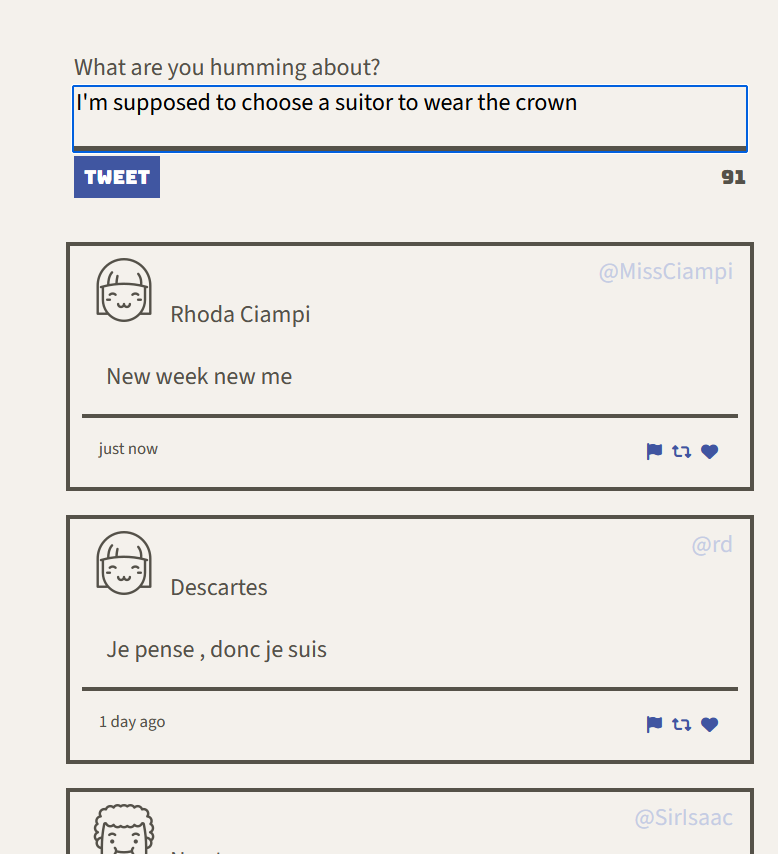 What are you humming about?
I'm supposed to choose a suitor to wear the crown
TWEET
91
@MissCiampi
Rhoda Ciampi
New week new me
just now
@rd
Descartes
Je pense , donc je suis
1 day ago
@SirIsaac